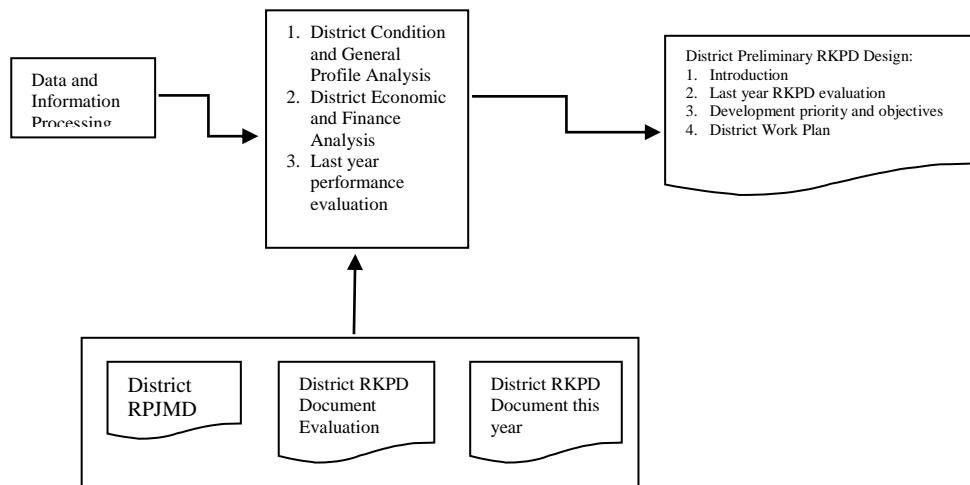 Data and
Information
Processing
1. District Condition
and General
Profile Analysis
2. District Economic
and Finance
Analysis
3. Last year
performance
evaluation
District Preliminary RKPD Design:
1. Introduction
2. Last year RKPD evaluation
3. Development priority and objectives
4. District Work Plan
District
RPJMD
District RKPD
Document
Evaluation
District RKPD
Document this
year